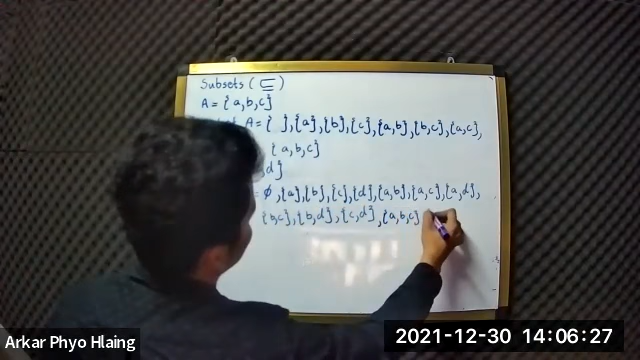 Subsets (⊆)
A = {a,b,c}
A = { }, {a}, {b}, {c}, {a,b}, {b,c}, {a,c},
{a,b,c}
d}
= ∅, {a}, {b}, {c}, {d}, {a,b}, {a,c}, {a,d},
{b,c}, {b,d}, {c,d}, {a,b,c}
Arkar Phyo Hlaing
2021-12-30 14:06:27